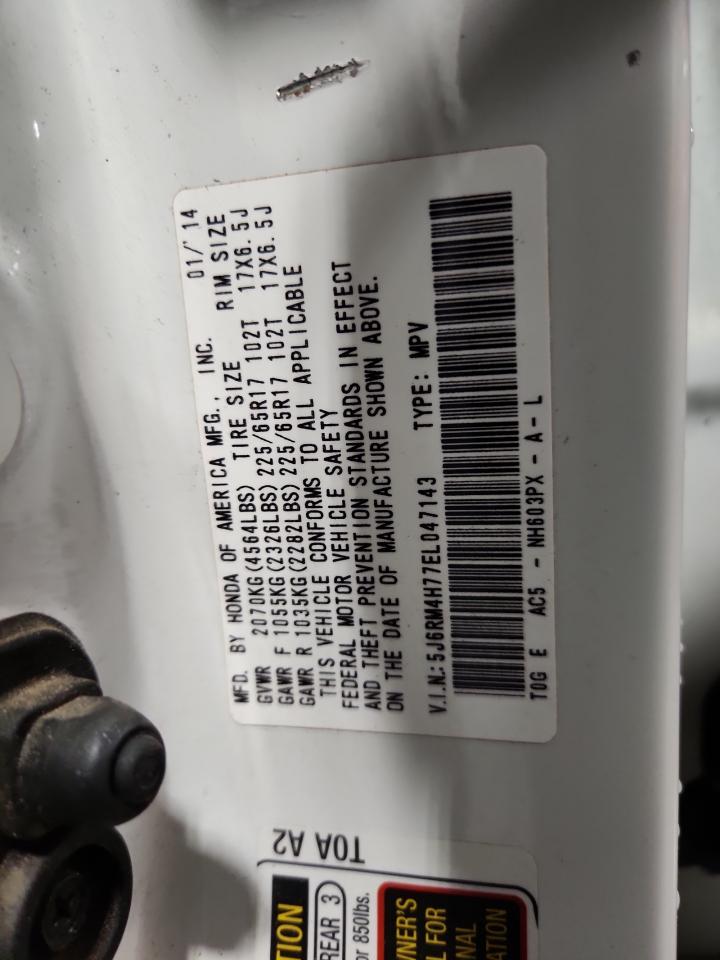 MFD. BY HONDA OF AMERICA MFG., INC. 01/'14
GVWR 2070KG(4564LBS) TIRE SIZE RIM SIZE
GAWR F 1055KG(2326LBS) 225/65R17 102T 17X6.5J
GAWR R 1035KG(2282LBS) 225/65R17 102T 17X6.5J
THIS VEHICLE CONFORMS TO ALL APPLICABLE
FEDERAL MOTOR VEHICLE SAFETY
AND THEFT PREVENTION STANDARDS IN EFFECT
ON THE DATE OF MANUFACTURE SHOWN ABOVE.
V.I.N.: 5J6RM4H77EL047143 TYPE: MPV
T0G E AC5 - NH603PX - A - L
T0A A2
TION
REAR 3
or 850lbs.
WNER'S
L FOR
NAL
ATION